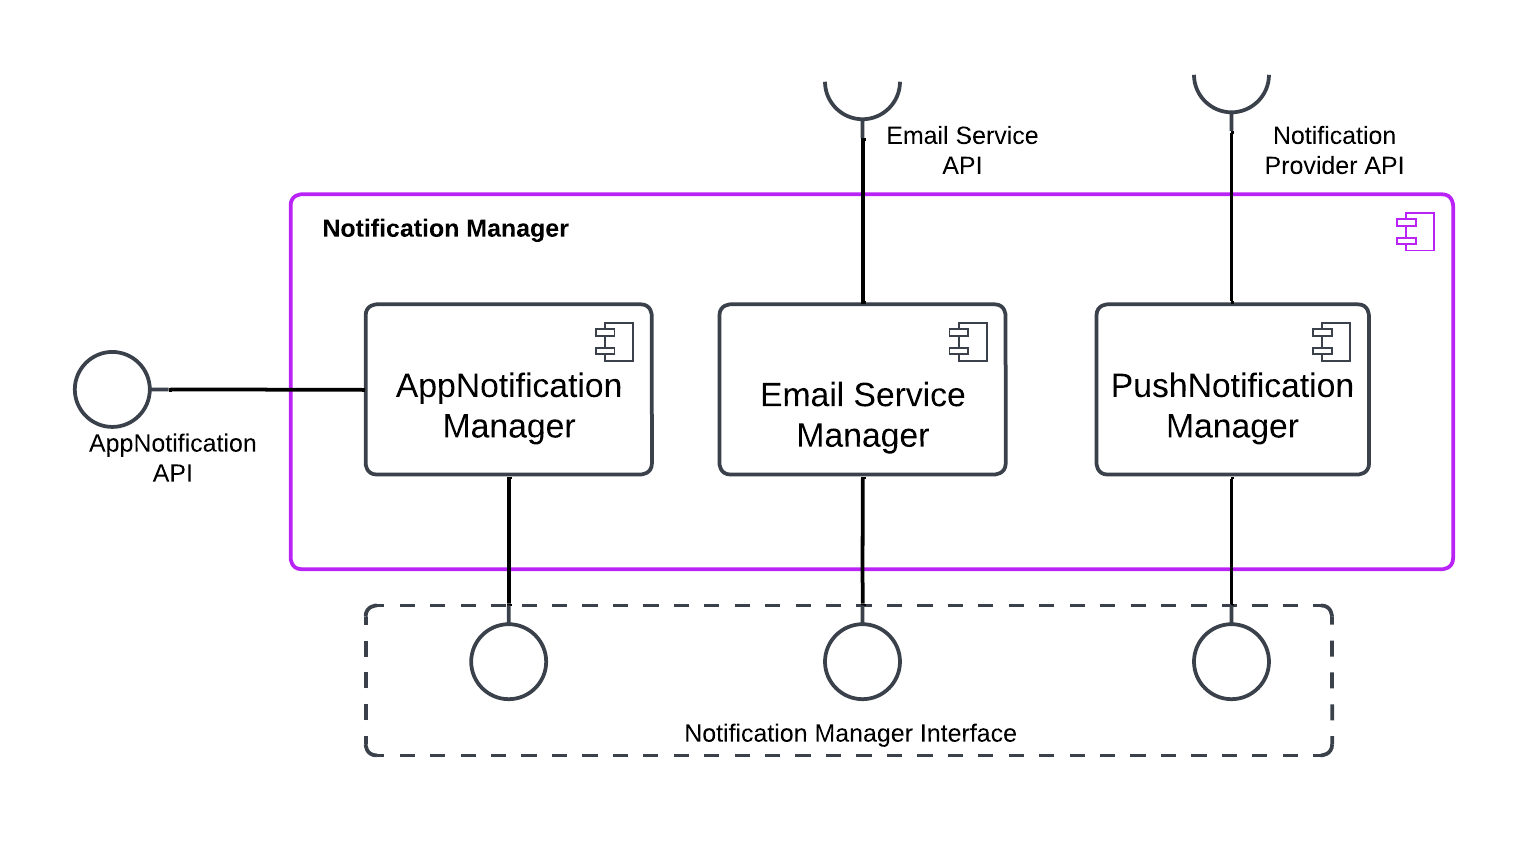 Email Service
API
Notification
Provider API
Notification Manager
AppNotification
Manager
Email Service
Manager
PushNotification
Manager
AppNotification
API
Notification Manager Interface